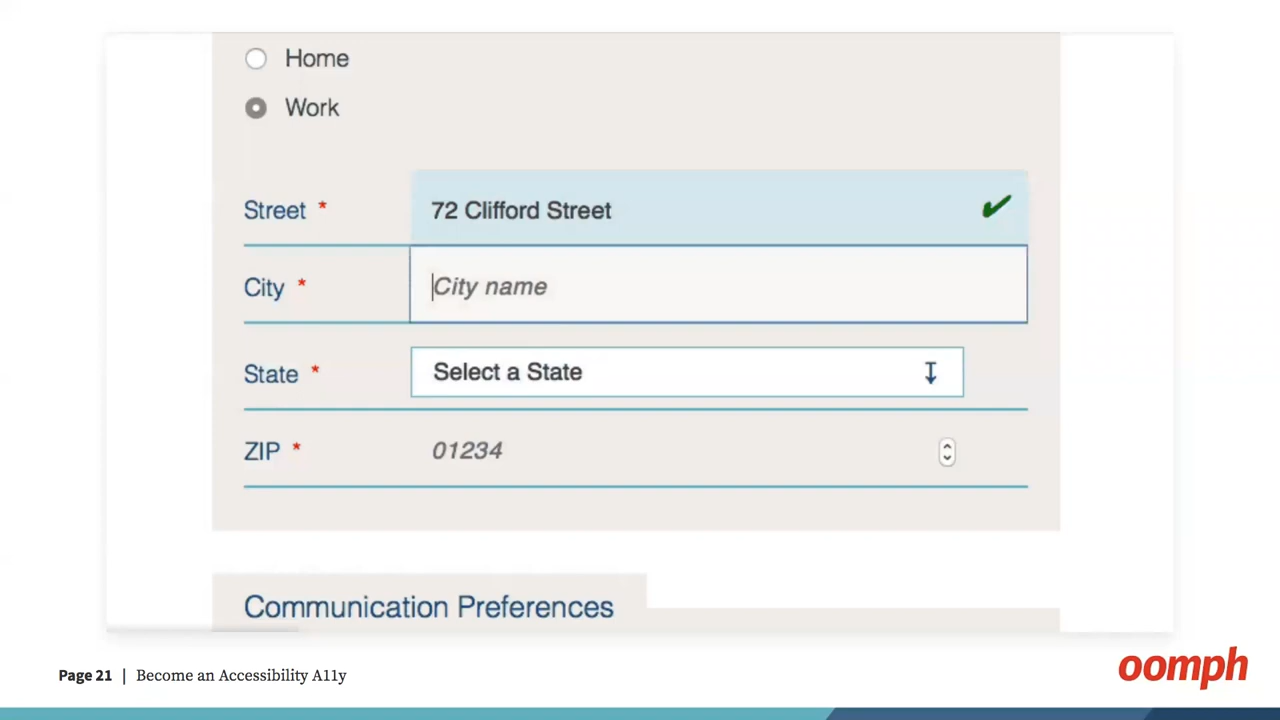 Home
Work
Street *
72 Clifford Street ✔
City *
City name
State *
Select a State
ZIP *
01234
Communication Preferences
Page 21 | Become an Accessibility A11y
oomph